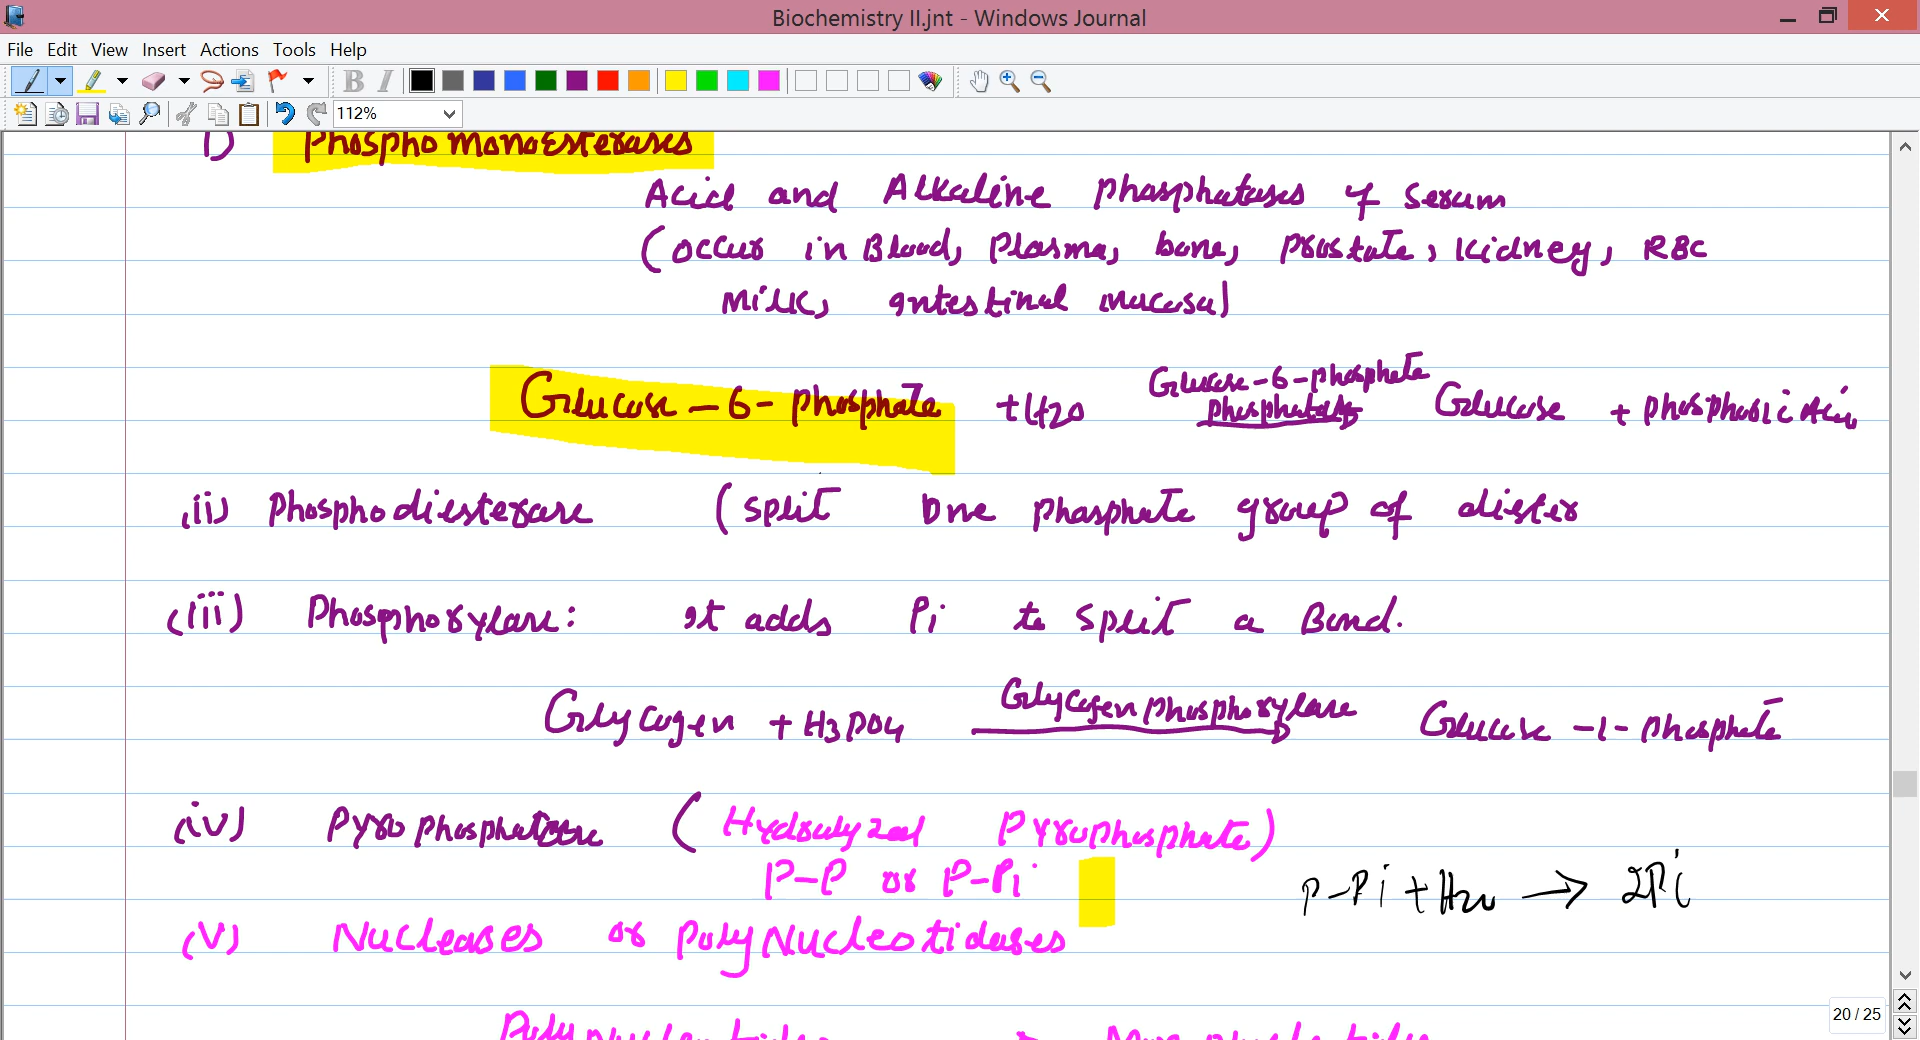 Biochemistry II.jnt - Windows Journal
File Edit View Insert Actions Tools Help
B I
112%
i) Phosphomonoesterases
Acid and Alkaline phosphatases of serum
(occur in Blood, Plasma, bone, prostate, kidney, RBC
Milk, intestinal mucosa)
Glucose-6-phosphate + H2O Glucose-6-phosphate phosphatase Glucose + phosphoric Acid
(ii) Phosphodiesterase (split one phosphate group of diester
(iii) Phosphorylase: It adds Pi to split a Bond.
Glycogen + H3PO4 Glycogen phosphorylase Glucose-1-phosphate
(iv) Pyrophosphatase (Hydrolyzed Pyrophosphate)
P-P or P-Pi
P-Pi + H2O → 2Pi
(V) Nucleases or PolyNucleotidases
20 / 25